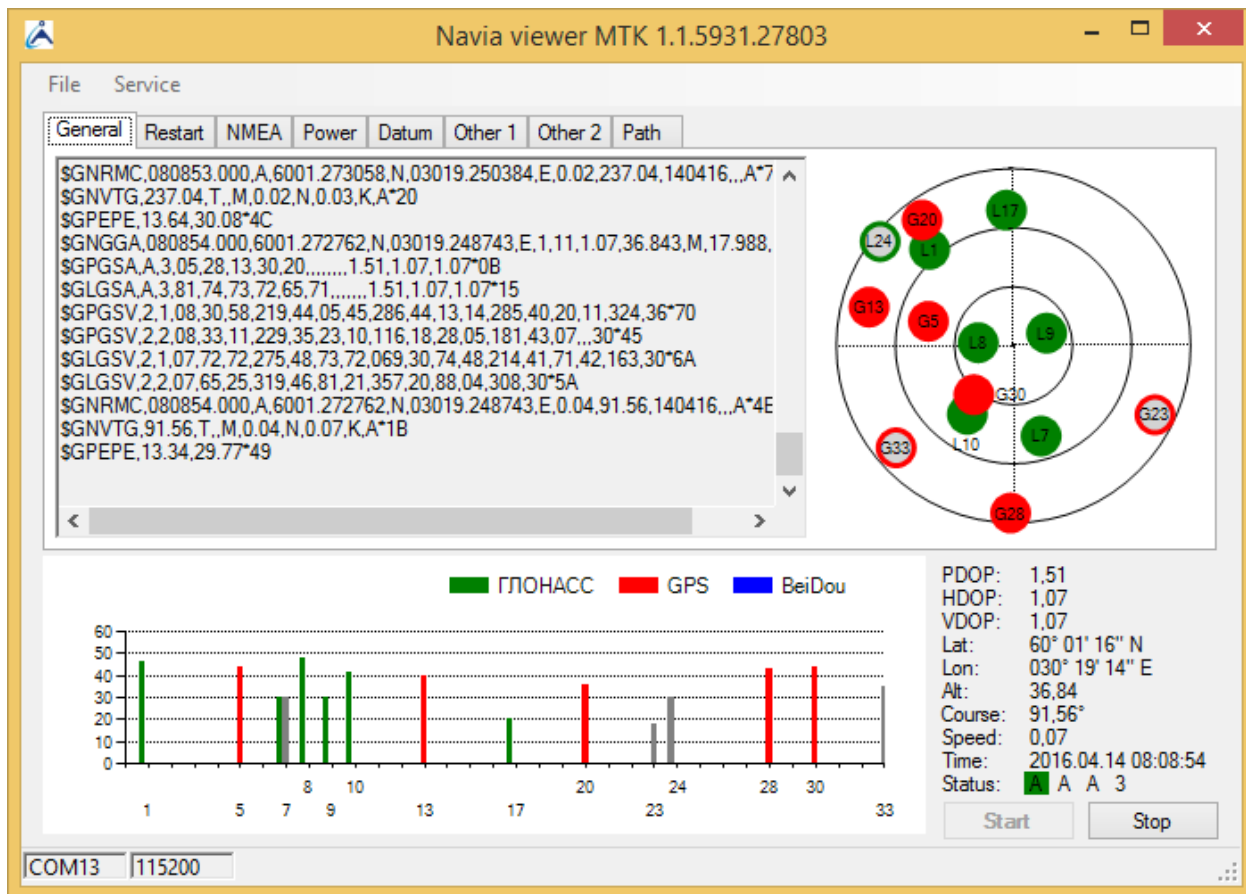 Navia viewer MTK 1.1.5931.27803
File Service
General Restart NMEA Power Datum Other 1 Other 2 Path
$GNRMC,080853.000,A,6001.273058,N,03019.250384,E,0.02,237.04,140416,,,A*7
$GNVTG,237.04,T,,M,0.02,N,0.03,K,A*20
$GPEPE,13.64,30.08*4C
$GNGGA,080854.000,6001.272762,N,03019.248743,E,1,11,1.07,36.843,M,17.988,
$GPGSA,A,3,05,28,13,30,20,,,,,,,,1.51,1.07,1.07*0B
$GLGSA,A,3,81,74,73,72,65,71,,,,,,,1.51,1.07,1.07*15
$GPGSV,2,1,08,30,58,219,44,05,45,286,44,13,14,285,40,20,11,324,36*70
$GPGSV,2,2,08,33,11,229,35,23,10,116,18,28,05,181,43,07,,,30*45
$GLGSV,2,1,07,72,72,275,48,73,72,069,30,74,48,214,41,71,42,163,30*6A
$GLGSV,2,2,07,65,25,319,46,81,21,357,20,88,04,308,30*5A
$GNRMC,080854.000,A,6001.272762,N,03019.248743,E,0.04,91.56,140416,,,A*4E
$GNVTG,91.56,T,,M,0.04,N,0.07,K,A*1B
$GPEPE,13.34,29.77*49
L17
G20
L24
L1
G13
G5
L9
L8
G30
G23
L10
L7
G33
G28
ГЛОНАСС GPS BeiDou
60
50
40
30
20
10
0
8 10 20 24 28 30
1 5 7 9 13 17 23 33
PDOP: 1,51
HDOP: 1,07
VDOP: 1,07
Lat: 60° 01' 16" N
Lon: 030° 19' 14" E
Alt: 36,84
Course: 91,56°
Speed: 0,07
Time: 2016.04.14 08:08:54
Status: A A A 3
Start Stop
COM13 115200